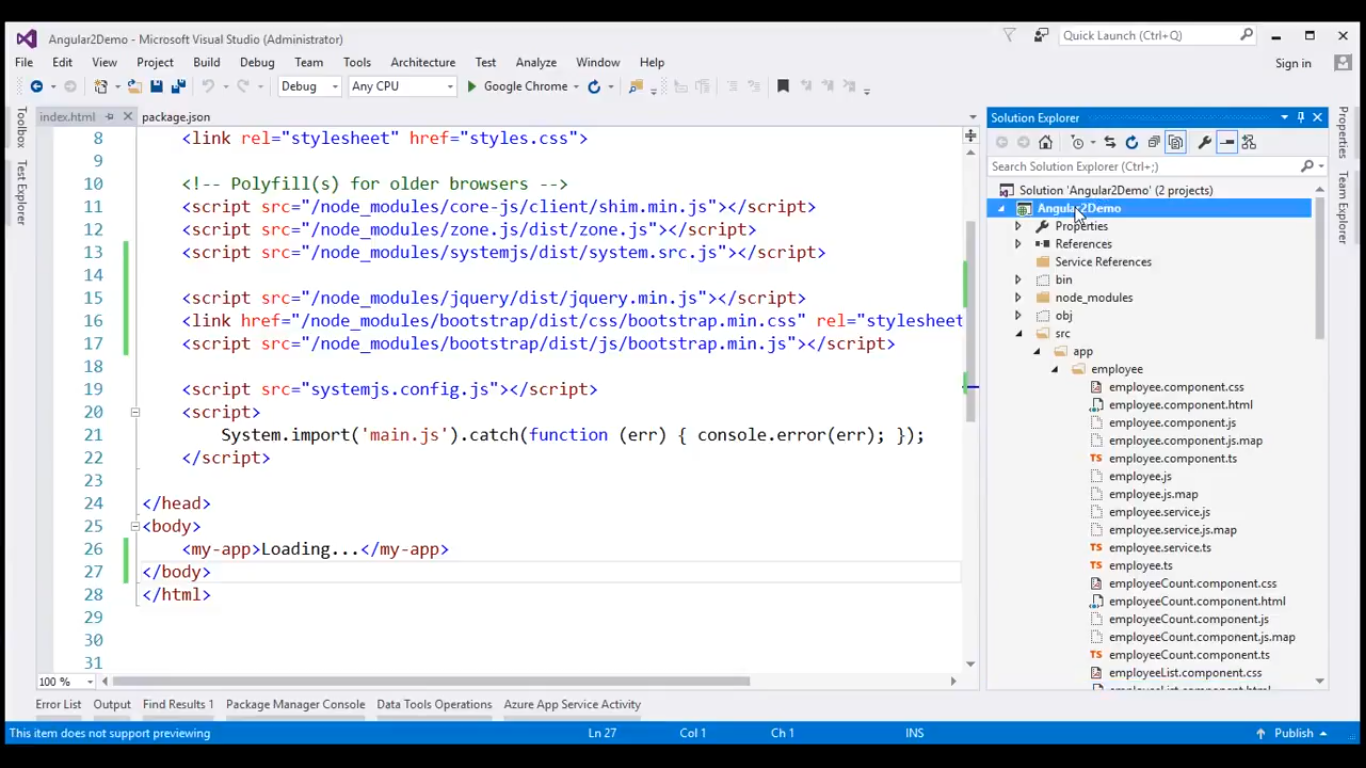 Angular2Demo - Microsoft Visual Studio (Administrator)
Quick Launch (Ctrl+Q)
File Edit View Project Build Debug Team Tools Architecture Test Analyze Window Help
Sign in
Debug Any CPU Google Chrome
Toolbox
Test Explorer
index.html package.json
8 <link rel="stylesheet" href="styles.css">
9
10 <!-- Polyfill(s) for older browsers -->
11 <script src="/node_modules/core-js/client/shim.min.js"></script>
12 <script src="/node_modules/zone.js/dist/zone.js"></script>
13 <script src="/node_modules/systemjs/dist/system.src.js"></script>
14
15 <script src="/node_modules/jquery/dist/jquery.min.js"></script>
16 <link href="/node_modules/bootstrap/dist/css/bootstrap.min.css" rel="stylesheet
17 <script src="/node_modules/bootstrap/dist/js/bootstrap.min.js"></script>
18
19 <script src="systemjs.config.js"></script>
20 <script>
21 System.import('main.js').catch(function (err) { console.error(err); });
22 </script>
23
24 </head>
25 <body>
26 <my-app>Loading...</my-app>
27 </body>
28 </html>
29
30
31
100 %
Solution Explorer
Search Solution Explorer (Ctrl+;)
Solution 'Angular2Demo' (2 projects)
Angular2Demo
Properties
References
Service References
bin
node_modules
obj
src
app
employee
employee.component.css
employee.component.html
employee.component.js
employee.component.js.map
TS employee.component.ts
employee.js
employee.js.map
employee.service.js
employee.service.js.map
TS employee.service.ts
TS employee.ts
employeeCount.component.css
employeeCount.component.html
employeeCount.component.js
employeeCount.component.js.map
TS employeeCount.component.ts
employeeList.component.css
employeeList.component.html
Properties
Team Explorer
Error List Output Find Results 1 Package Manager Console Data Tools Operations Azure App Service Activity
This item does not support previewing Ln 27 Col 1 Ch 1 INS Publish